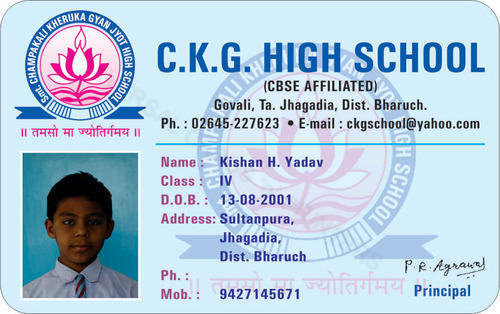 Smt. CHAMPAKALI KHERUKA GYAN JYOT HIGH SCHOOL
॥ तमसो मा ज्योतिर्गमय ॥
C.K.G. HIGH SCHOOL
(CBSE AFFILIATED)
Govali, Ta. Jhagadia, Dist. Bharuch.
Ph. : 02645-227623 • E-mail : ckgschool@yahoo.com
Name : Kishan H. Yadav
Class : IV
D.O.B. : 13-08-2001
Address: Sultanpura,
Jhagadia,
Dist. Bharuch
Ph. :
Mob. : 9427145671
P. R. Agrawal
Principal